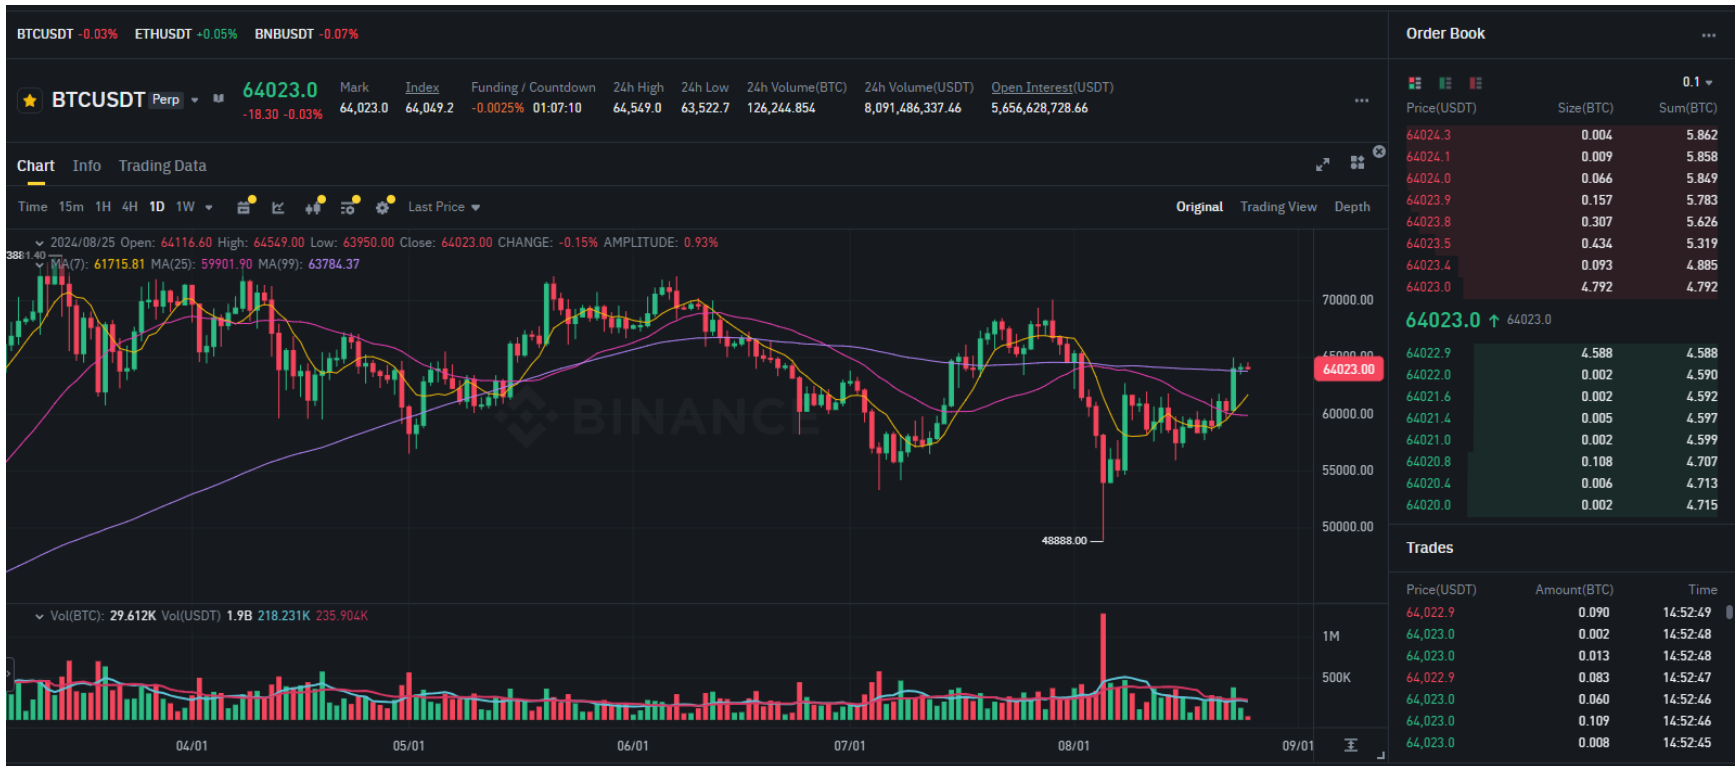 BTCUSDT -0.03% ETHUSDT +0.05% BNBUSDT -0.07%
BTCUSDT Perp
64023.0
-18.30 -0.03%
Mark
64,023.0
Index
64,049.2
Funding / Countdown
-0.0025% 01:07:10
24h High
64,549.0
24h Low
63,522.7
24h Volume(BTC)
126,244.854
24h Volume(USDT)
8,091,486,337.46
Open Interest(USDT)
5,656,628,728.66
Chart Info Trading Data
Time 15m 1H 4H 1D 1W Last Price Original Trading View Depth
2024/08/25 Open: 64116.60 High: 64549.00 Low: 63950.00 Close: 64023.00 CHANGE: -0.15% AMPLITUDE: 0.93%
3881.40
MA(7): 61715.81 MA(25): 59901.90 MA(99): 63784.37
70000.00
65000.00
64023.00
60000.00
55000.00
50000.00
BINANCE
48888.00
Vol(BTC): 29.612K Vol(USDT) 1.9B 218.231K 235.904K
1M
500K
04/01 05/01 06/01 07/01 08/01 09/01
Order Book
0.1
Price(USDT) Size(BTC) Sum(BTC)
64024.3 0.004 5.862
64024.1 0.009 5.858
64024.0 0.066 5.849
64023.9 0.157 5.783
64023.8 0.307 5.626
64023.5 0.434 5.319
64023.4 0.093 4.885
64023.0 4.792 4.792
64023.0 ↑ 64023.0
64022.9 4.588 4.588
64022.0 0.002 4.590
64021.6 0.002 4.592
64021.4 0.005 4.597
64021.0 0.002 4.599
64020.8 0.108 4.707
64020.4 0.006 4.713
64020.0 0.002 4.715
Trades
Price(USDT) Amount(BTC) Time
64,022.9 0.090 14:52:49
64,023.0 0.002 14:52:48
64,023.0 0.013 14:52:48
64,022.9 0.083 14:52:47
64,023.0 0.060 14:52:46
64,023.0 0.109 14:52:46
64,023.0 0.008 14:52:45